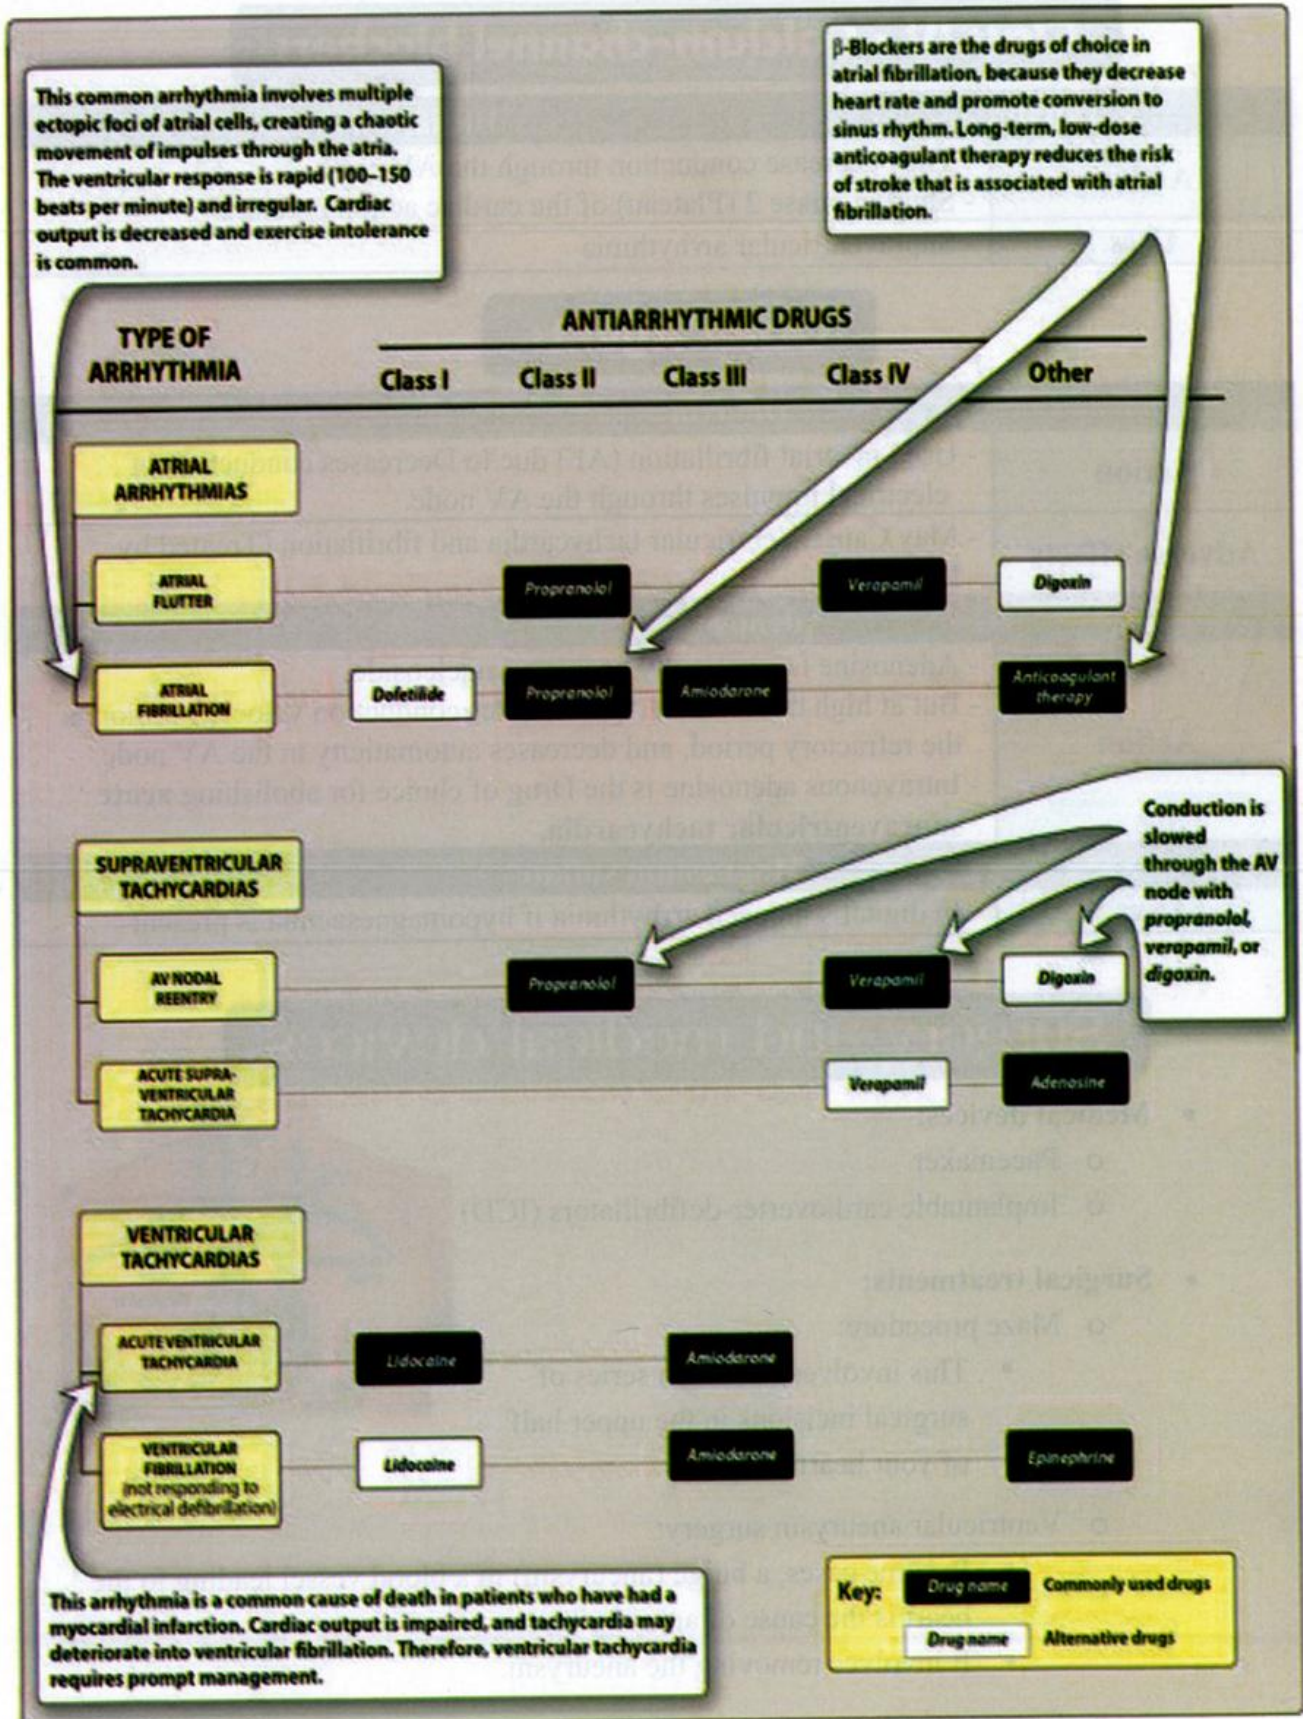 This common arrhythmia involves multiple
ectopic foci of atrial cells, creating a chaotic
movement of impulses through the atria.
The ventricular response is rapid (100–150
beats per minute) and irregular. Cardiac
output is decreased and exercise intolerance
is common.
β-Blockers are the drugs of choice in
atrial fibrillation, because they decrease
heart rate and promote conversion to
sinus rhythm. Long-term, low-dose
anticoagulant therapy reduces the risk
of stroke that is associated with atrial
fibrillation.
TYPE OF
ARRHYTHMIA
ANTIARRHYTHMIC DRUGS
Class I Class II Class III Class IV Other
ATRIAL
ARRHYTHMIAS
ATRIAL
FLUTTER
Propranolol Verapamil Digoxin
ATRIAL
FIBRILLATION
Dofetilide Propranolol Amiodarone Anticoagulant
therapy
Conduction is
slowed
through the AV
node with
propranolol,
verapamil, or
digoxin.
SUPRAVENTRICULAR
TACHYCARDIAS
AV NODAL
REENTRY
Propranolol Verapamil Digoxin
ACUTE SUPRA-
VENTRICULAR
TACHYCARDIA
Verapamil Adenosine
VENTRICULAR
TACHYCARDIAS
ACUTE VENTRICULAR
TACHYCARDIA
Lidocaine Amiodarone
VENTRICULAR
FIBRILLATION
(not responding to
electrical defibrillation)
Lidocaine Amiodarone Epinephrine
This arrhythmia is a common cause of death in patients who have had a
myocardial infarction. Cardiac output is impaired, and tachycardia may
deteriorate into ventricular fibrillation. Therefore, ventricular tachycardia
requires prompt management.
Key: Drug name Commonly used drugs
Drug name Alternative drugs